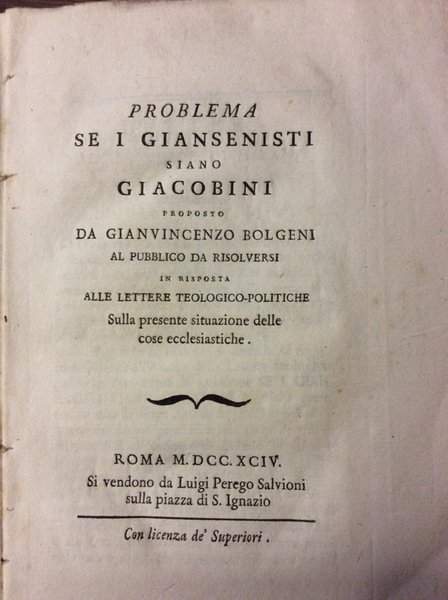 PROBLEMA
SE I GIANSENISTI
SIANO
GIACOBINI
PROPOSTO
DA GIANVINCENZO BOLGENI
AL PUBBLICO DA RISOLVERSI
IN RISPOSTA
ALLE LETTERE TEOLOGICO-POLITICHE
Sulla presente situazione delle
cose ecclesiastiche.
ROMA M. DCC. XCIV.
Si vendono da Luigi Perego Salvioni
sulla piazza di S. Ignazio
Con licenza de' Superiori.